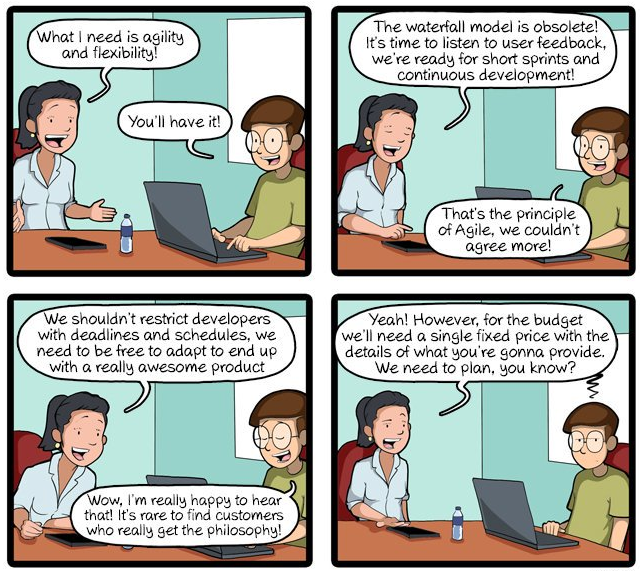 What I need is agility
and flexibility!
You'll have it!
The waterfall model is obsolete!
It's time to listen to user feedback,
we're ready for short sprints and
continuous development!
That's the principle
of Agile, we couldn't
agree more!
We shouldn't restrict developers
with deadlines and schedules, we
need to be free to adapt to end up
with a really awesome product
Wow, I'm really happy to hear
that! It's rare to find customers
who really get the philosophy!
Yeah! However, for the budget
we'll need a single fixed price with the
details of what you're gonna provide.
We need to plan, you know?